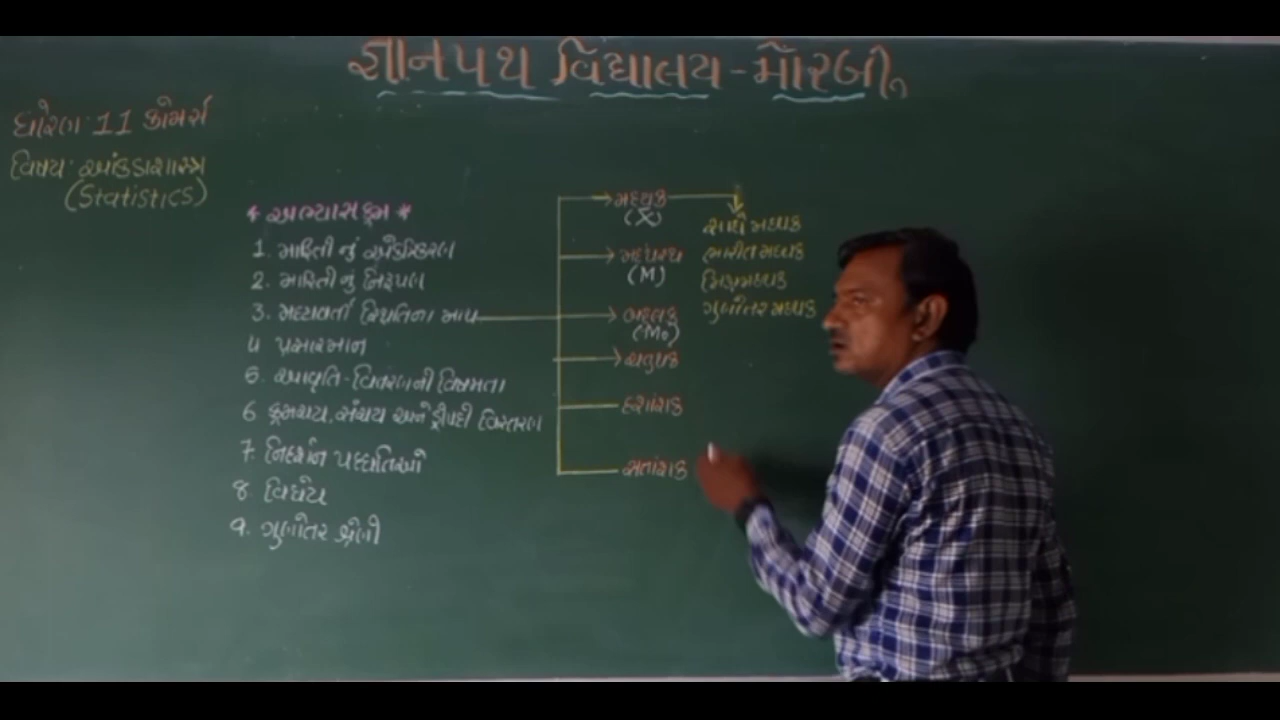 જ્ઞાનપથ વિદ્યાલય - મોરબી
ધોરણ: 11 કોમર્સ
વિષય: આંકડાશાસ્ત્ર
(Statistics)
* અભ્યાસક્રમ *
1. માહિતીનું એકત્રિકરણ
2. માહિતીનું નિરૂપણ
3. મધ્યવર્તી સ્થિતિના માપ
4 પ્રસારમાન
5. આવૃતિ-વિતરણની વિષમતા
6 ક્રમચય, સંચય અને દ્વિપદી વિસ્તરણ
7. નિદર્શન પધ્ધતિઓ
8. વિધેય
9. ગુણોતર શ્રેણી
મધ્યક
(x̄)
મધ્યસ્થ
(M)
બહુલક
(Mo)
ચતુર્થક
દશાંશક
શતાંશક
સાદો મધ્યક
ભારીત મધ્યક
મિશ્રમધ્યક
ગુણોતર મધ્યક